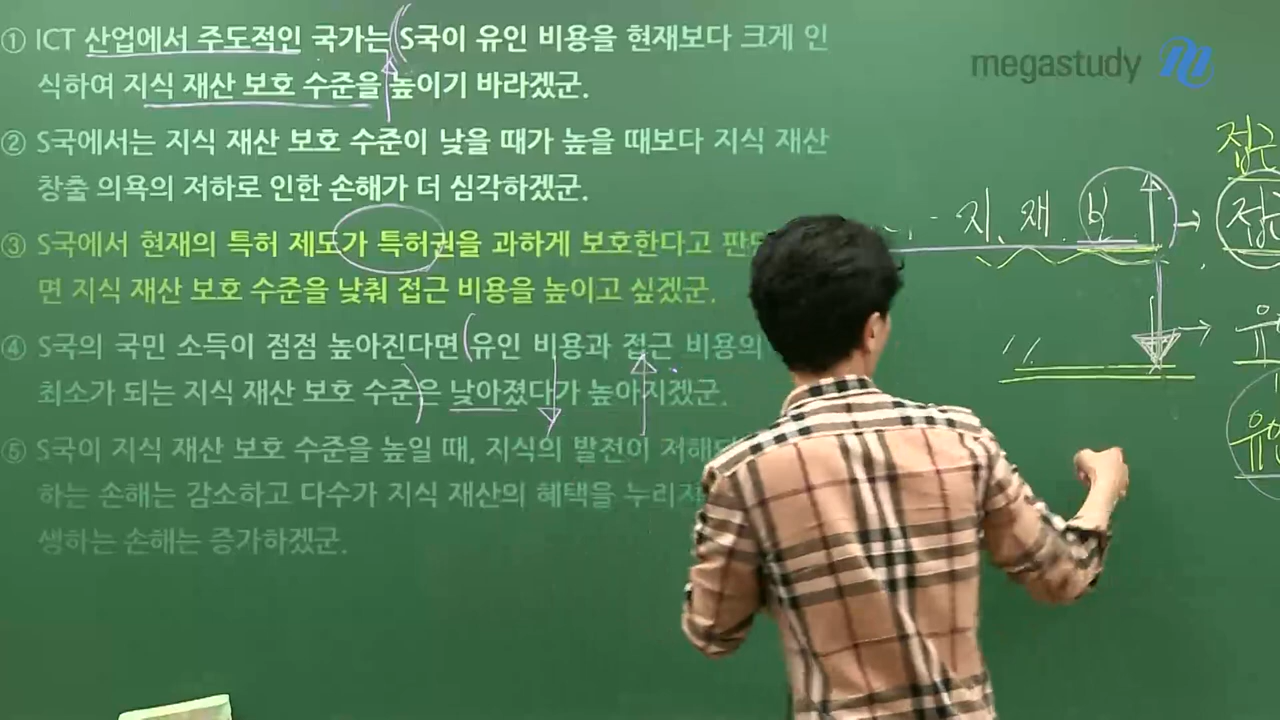 ① ICT 산업에서 주도적인 국가는 S국이 유인 비용을 현재보다 크게 인
식하여 지식 재산 보호 수준을 높이기 바라겠군.
② S국에서는 지식 재산 보호 수준이 낮을 때가 높을 때보다 지식 재산
창출 의욕의 저하로 인한 손해가 더 심각하겠군.
③ S국에서 현재의 특허 제도가 특허권을 과하게 보호한다고
면 지식 재산 보호 수준을 낮춰 접근 비용을 높이고 싶겠군.
④ S국의 국민 소득이 점점 높아진다면 유인 비용과 접근 비용의
최소가 되는 지식 재산 보호 수준은 낮아졌다가 높아지겠군.
⑤ S국이 지식 재산 보호 수준을 높일 때, 지식의 발전이
하는 손해는 감소하고 다수가 지식 재산의 혜택을
생하는 손해는 증가하겠군.
megastudy
접근
지. 재. 보 ↑ → 접근
〃 ↓ → 유
유인